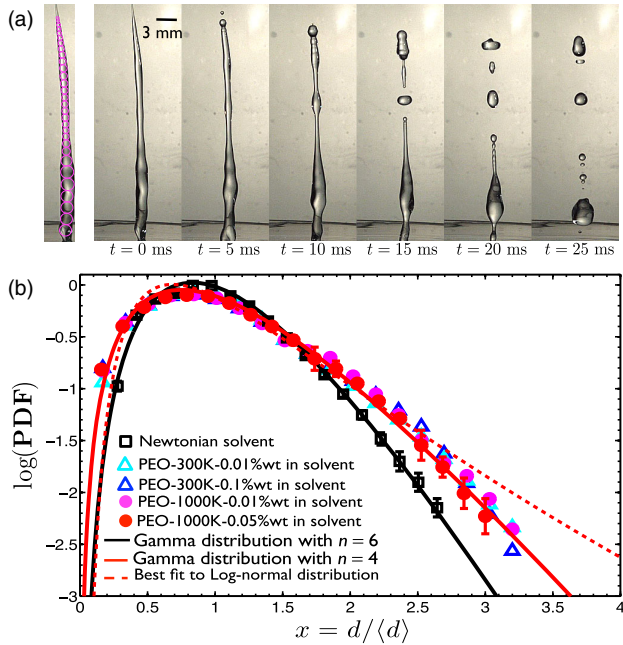 (a)
3 mm
t = 0 ms
t = 5 ms
t = 10 ms
t = 15 ms
t = 20 ms
t = 25 ms
(b)
0
−0.5
−1
−1.5
−2
−2.5
−3
log(PDF)
Newtonian solvent
PEO-300K-0.01%wt in solvent
PEO-300K-0.1%wt in solvent
PEO-1000K-0.01%wt in solvent
PEO-1000K-0.05%wt in solvent
Gamma distribution with n = 6
Gamma distribution with n = 4
Best fit to Log-normal distribution
0 0.5 1 1.5 2 2.5 3 3.5 4
x = d/⟨d⟩